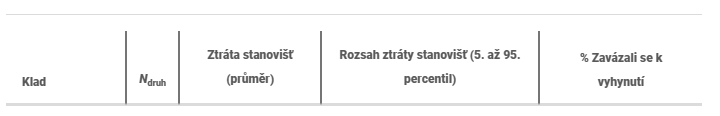 Klad
Ndruh
Ztráta stanovišť
(průměr)
Rozsah ztráty stanovišť (5. až 95.
percentil)
% Zavázali se k
vyhynutí